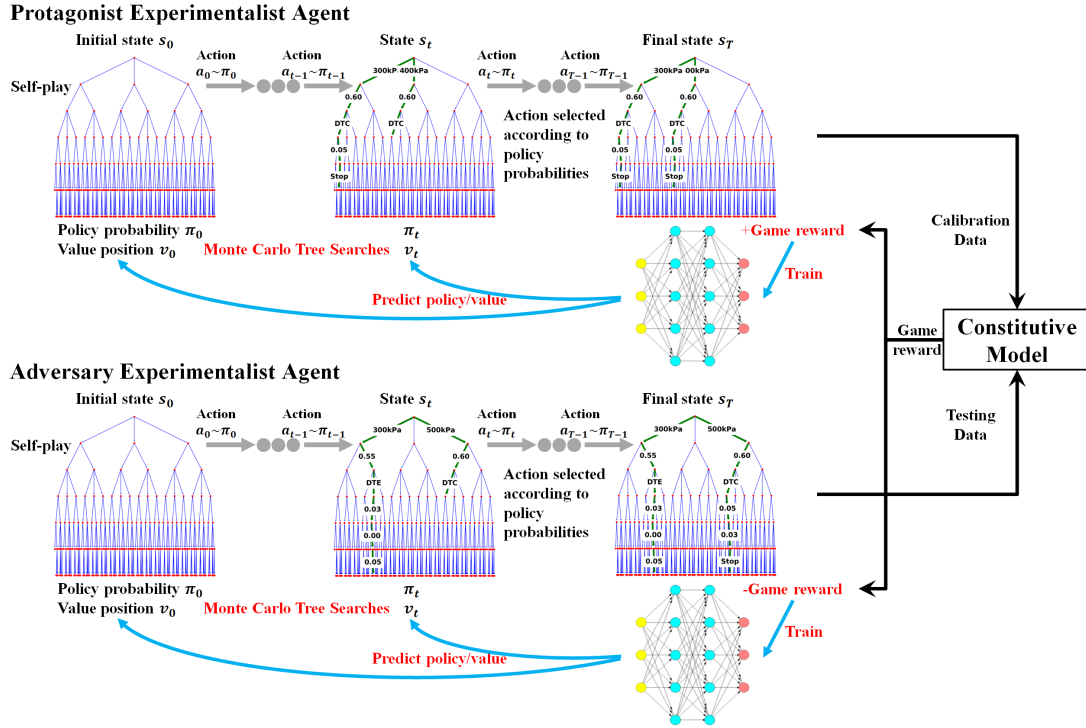 Protagonist Experimentalist Agent
Initial state s₀
Action
a₀~π₀
Action
aₜ₋₁~πₜ₋₁
State sₜ
Action
aₜ~πₜ
Action
a_T₋₁~π_T₋₁
Final state s_T
Self-play
300kP 400kPa
0.60 0.60
DTC DTC
0.05
Stop
Action selected
according to
policy
probabilities
300kPa 00kPa
0.60 0.60
DTC DTC
0.05 0.05
Stop Stop
Policy probability π₀
Value position v₀
Monte Carlo Tree Searches
πₜ
vₜ
+Game reward
Train
Predict policy/value
Calibration
Data
Game
reward
Constitutive
Model
Testing
Data
Adversary Experimentalist Agent
Initial state s₀
Action
a₀~π₀
Action
aₜ₋₁~πₜ₋₁
State sₜ
Action
aₜ~πₜ
Action
a_T₋₁~π_T₋₁
Final state s_T
Self-play
300kPa 500kPa
0.55 0.60
DTE DTC
0.03
0.00
0.05
Action selected
according to
policy
probabilities
300kPa 500kPa
0.55 0.60
DTE DTC
0.03 0.05
0.00 0.03
0.05 Stop
Policy probability π₀
Value position v₀
Monte Carlo Tree Searches
πₜ
vₜ
-Game reward
Train
Predict policy/value